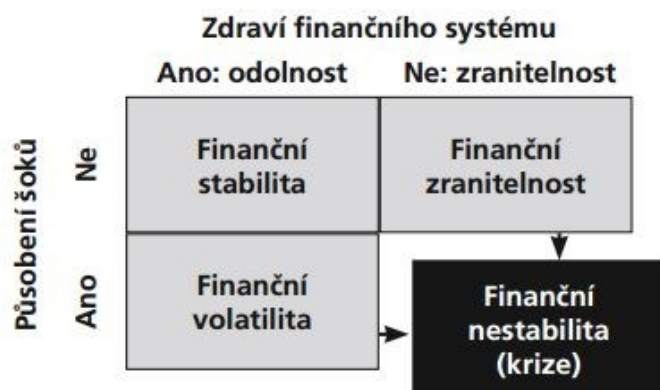 Zdraví finančního systému
Ano: odolnost
Ne: zranitelnost
Působení šoků
Ne
Finanční
stabilita
Finanční
zranitelnost
Ano
Finanční
volatilita
Finanční
nestabilita
(krize)